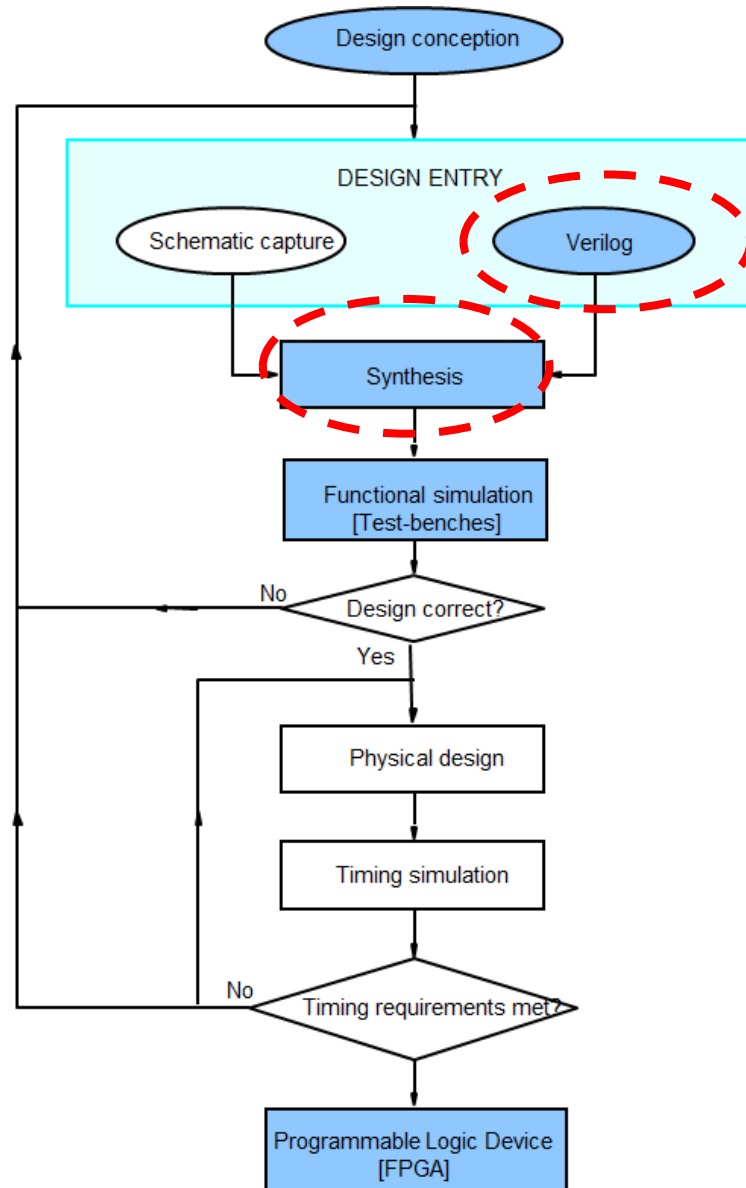 Design conception
DESIGN ENTRY
Schematic capture
Verilog
Synthesis
Functional simulation
[Test-benches]
No
Design correct?
Yes
Physical design
Timing simulation
No
Timing requirements met?
Programmable Logic Device
[FPGA]